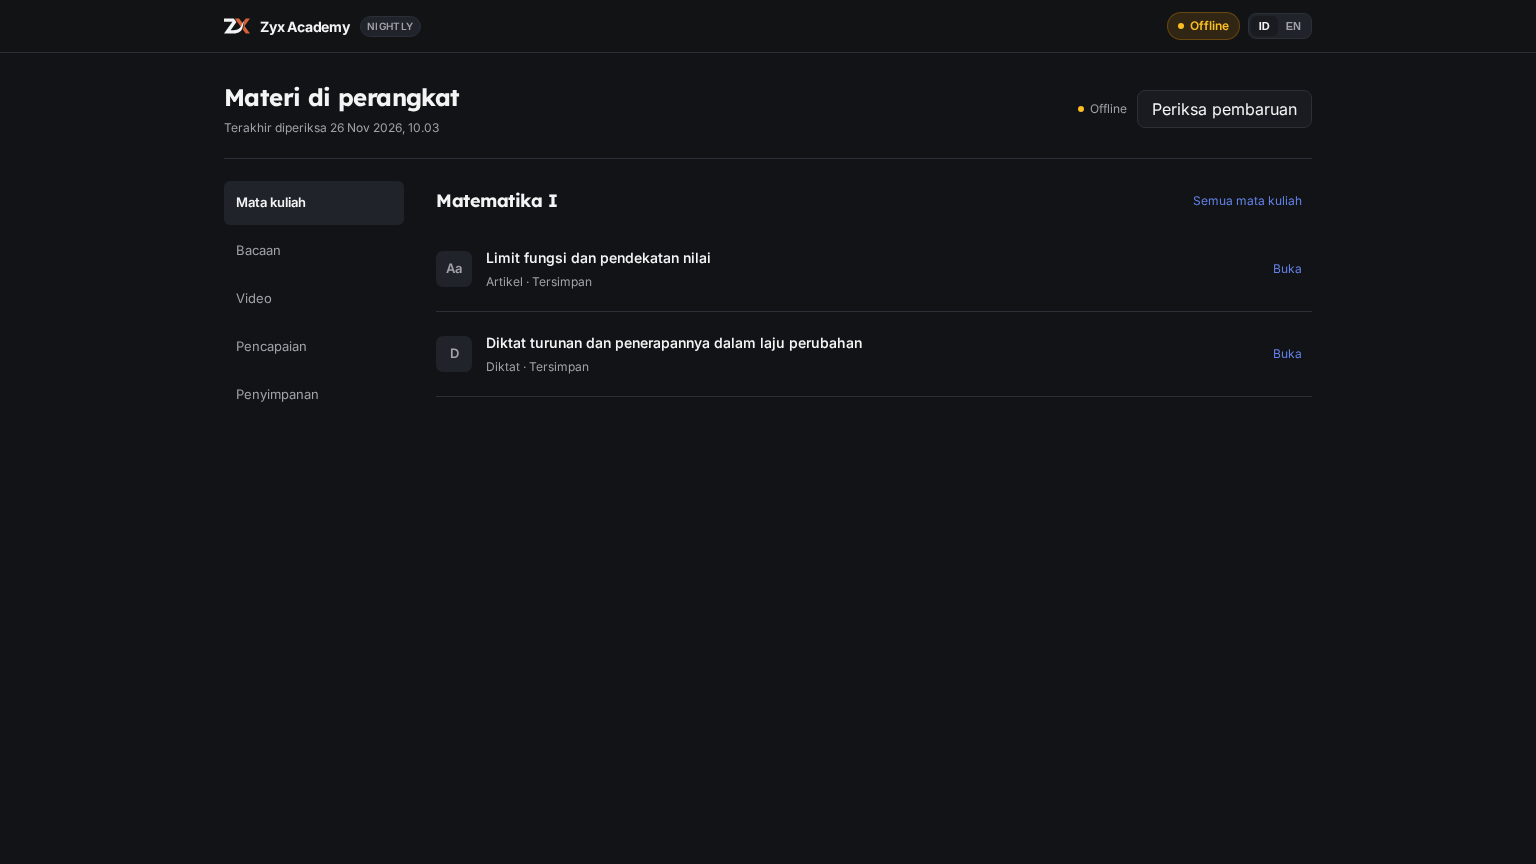 ZX Zyx Academy NIGHTLY
Offline ID EN
Materi di perangkat
Terakhir diperiksa 26 Nov 2026, 10.03
Offline Periksa pembaruan
Mata kuliah
Bacaan
Video
Pencapaian
Penyimpanan
Matematika I
Semua mata kuliah
Aa
Limit fungsi dan pendekatan nilai
Artikel · Tersimpan
Buka
D
Diktat turunan dan penerapannya dalam laju perubahan
Diktat · Tersimpan
Buka